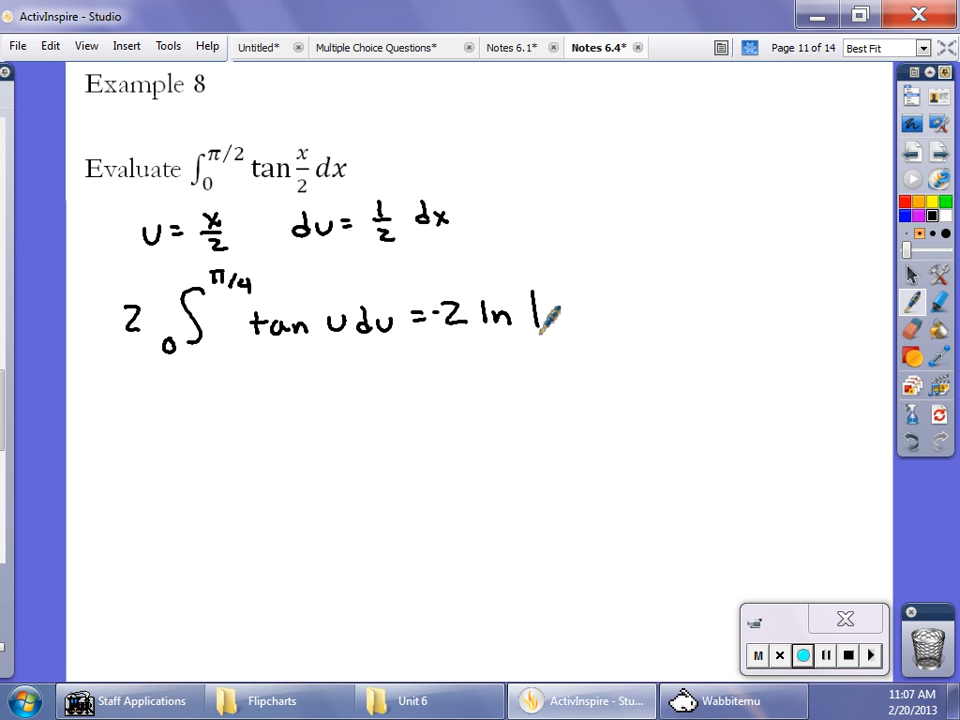 ActivInspire - Studio
File Edit View Insert Tools Help Untitled* Multiple Choice Questions* Notes 6.1* Notes 6.4* Page 11 of 14 Best Fit
Example 8
Evaluate ∫₀^π/2 tan x/2 dx
u = x/2 du = 1/2 dx
2 ∫₀^π/4 tan u du = -2 ln |
M
Staff Applications Flipcharts Unit 6 ActivInspire - Stu... Wabbitemu 11:07 AM
2/20/2013